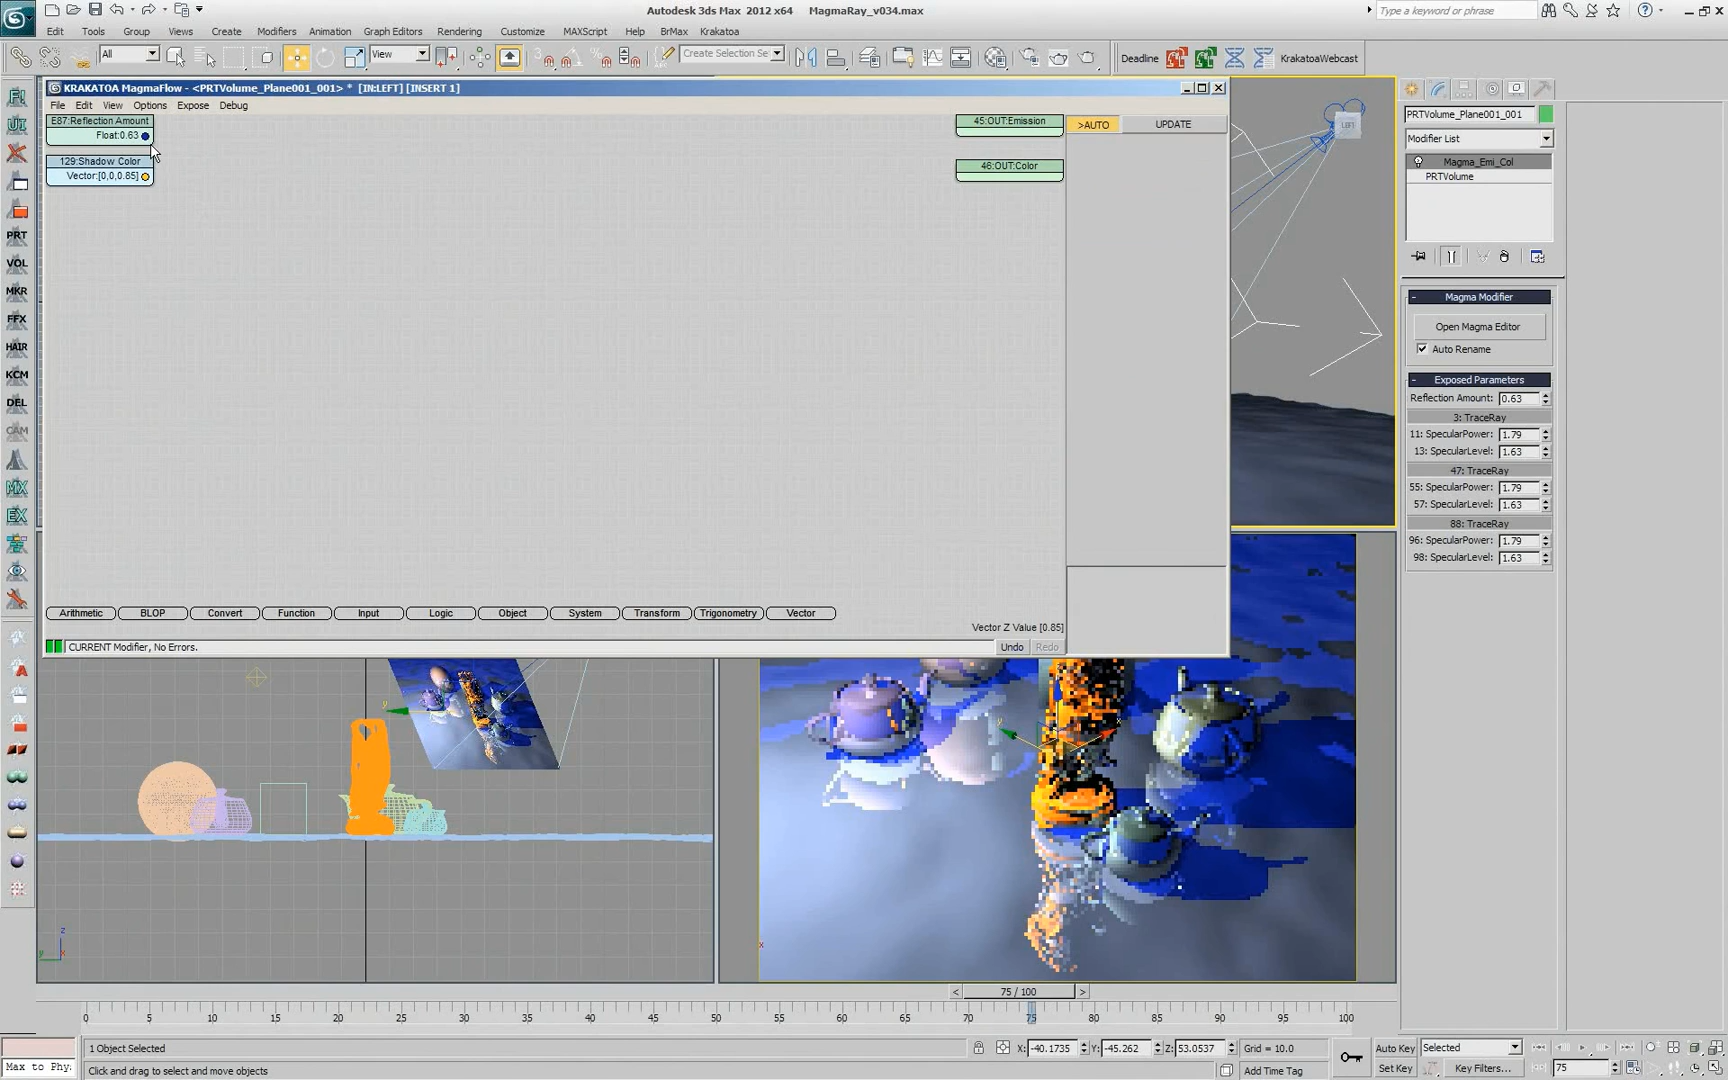 Autodesk 3ds Max 2012 x64 MagmaRay_v034.max
Type a keyword or phrase
Edit Tools Group Views Create Modifiers Animation Graph Editors Rendering Customize MAXScript Help BrMax Krakatoa
All View Create Selection Se Deadline KrakatoaWebcast
KRAKATOA MagmaFlow - <PRTVolume_Plane001_001> * [IN:LEFT] [INSERT 1]
File Edit View Options Expose Debug
E87:Reflection Amount
Float:0.63
129:Shadow Color
Vector:[0,0,0.85]
45:OUT:Emission
46:OUT:Color
>AUTO UPDATE
LEFT
PRTVolume_Plane001_001
Modifier List
Magma_Emi_Col
PRTVolume
Magma Modifier
Open Magma Editor
Auto Rename
Exposed Parameters
Reflection Amount: 0.63
3: TraceRay
11: SpecularPower: 1.79
13: SpecularLevel: 1.63
47: TraceRay
55: SpecularPower: 1.79
57: SpecularLevel: 1.63
88: TraceRay
96: SpecularPower: 1.79
98: SpecularLevel: 1.63
F!
UI
PRT
VOL
MKR
FFX
HAIR
KCM
DEL
CAM
MX
EX
Arithmetic BLOP Convert Function Input Logic Object System Transform Trigonometry Vector
Vector Z Value [0.85]
CURRENT Modifier, No Errors.
Undo Redo
y
z
y x
y
x
x
< 75 / 100 >
0 5 10 15 20 25 30 35 40 45 50 55 60 65 70 75 80 85 90 95 100
1 Object Selected X: -40.1735 Y: -45.262 Z: 53.0537 Grid = 10.0 Auto Key Selected
Max to Phy. Click and drag to select and move objects Add Time Tag Set Key Key Filters... 75